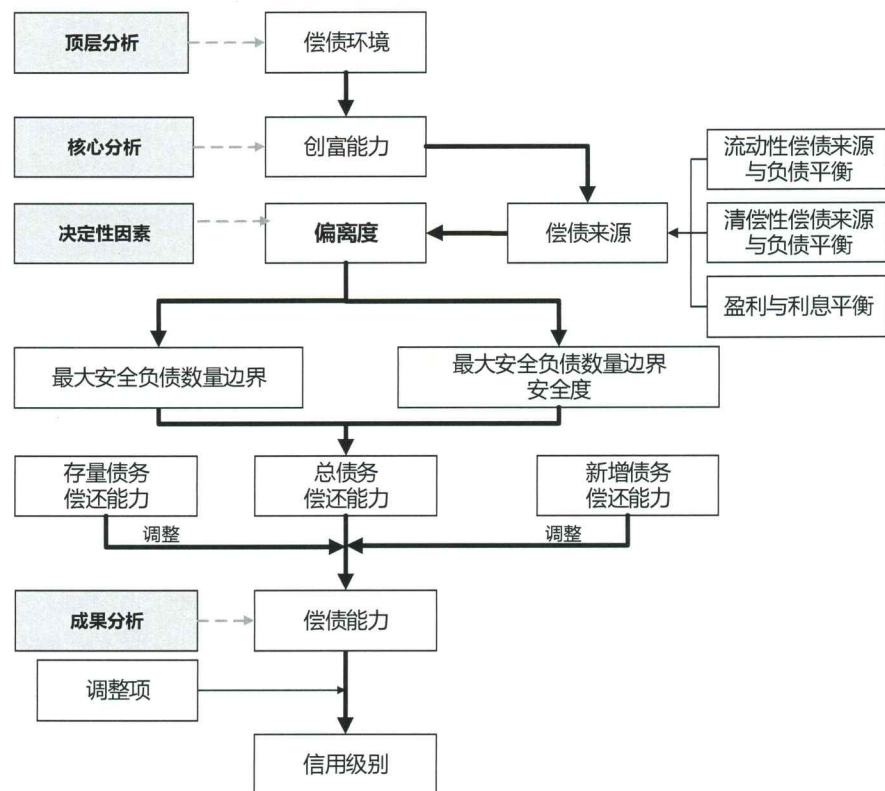 顶层分析
偿债环境
核心分析
创富能力
流动性偿债来源
与负债平衡
决定性因素
偏离度
偿债来源
清偿性偿债来源
与负债平衡
盈利与利息平衡
最大安全负债数量边界
最大安全负债数量边界
安全度
存量债务
偿还能力
总债务
偿还能力
新增债务
偿还能力
调整
调整
成果分析
偿债能力
调整项
信用级别